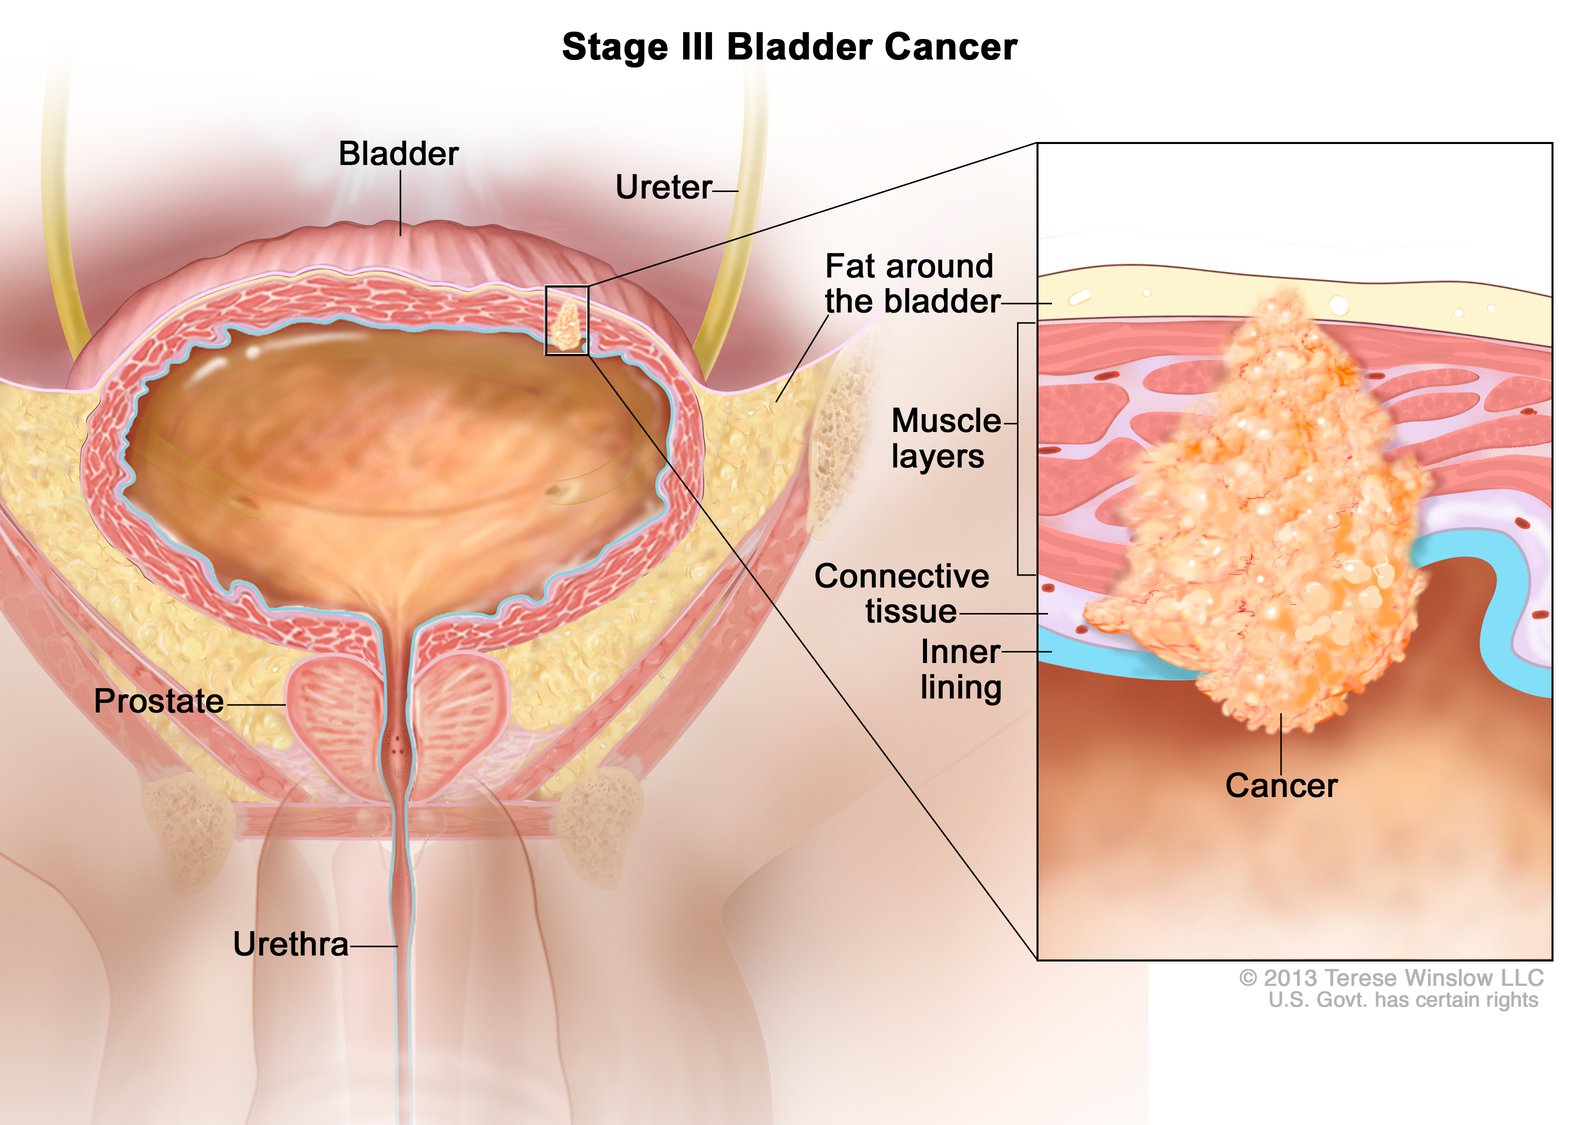 Stage III Bladder Cancer
Bladder
Ureter
Fat around
the bladder
Muscle
layers
Connective
tissue
Inner
lining
Prostate
Cancer
Urethra
© 2013 Terese Winslow LLC
U.S. Govt. has certain rights